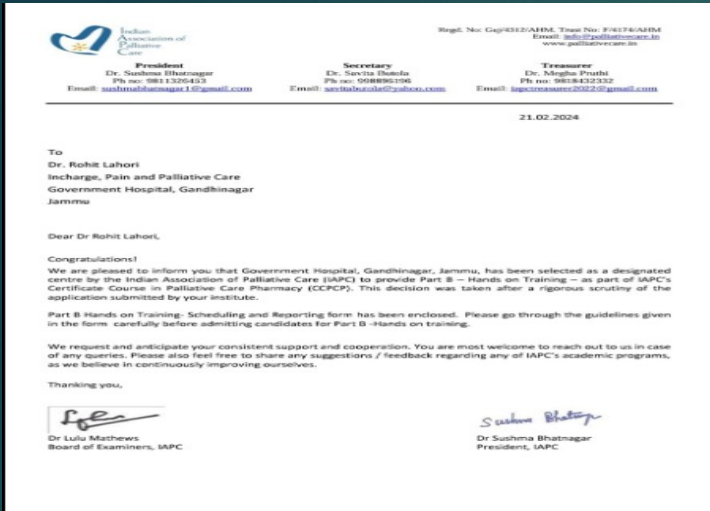 Indian
Association of
Palliative
Care
Regd. No: Guj/4312/AHM. Trust No: F/4174/AHM
Email: info@palliativecare.in
www.palliativecare.in
President
Dr. Sushma Bhatnagar
Ph no: 9811326453
Email: sushmabhatnagar1@gmail.com
Secretary
Dr. Savita Butola
Ph no: 998896196
Email: savitabutola@yahoo.com
Treasurer
Dr. Megha Pruthi
Ph no: 9818432332
Email: iapctreasurer2022@gmail.com
21.02.2024
To
Dr. Rohit Lahori
Incharge, Pain and Palliative Care
Government Hospital, Gandhinagar
Jammu
Dear Dr Rohit Lahori,
Congratulations!
We are pleased to inform you that Government Hospital, Gandhinagar, Jammu, has been selected as a designated
centre by the Indian Association of Palliative Care (IAPC) to provide Part B – Hands on Training – as part of IAPC's
Certificate Course in Palliative Care Pharmacy (CCPCP). This decision was taken after a rigorous scrutiny of the
application submitted by your institute.
Part B Hands on Training- Scheduling and Reporting form has been enclosed. Please go through the guidelines given
in the form carefully before admitting candidates for Part B -Hands on training.
We request and anticipate your consistent support and cooperation. You are most welcome to reach out to us in case
of any queries. Please also feel free to share any suggestions / feedback regarding any of IAPC's academic programs,
as we believe in continuously improving ourselves.
Thanking you,
Sushma Bhatnagar
Dr Lulu Mathews
Board of Examiners, IAPC
Dr Sushma Bhatnagar
President, IAPC